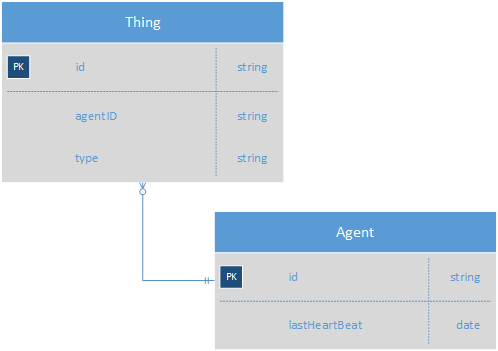 Thing
PK id string
agentID string
type string
Agent
PK id string
lastHeartBeat date